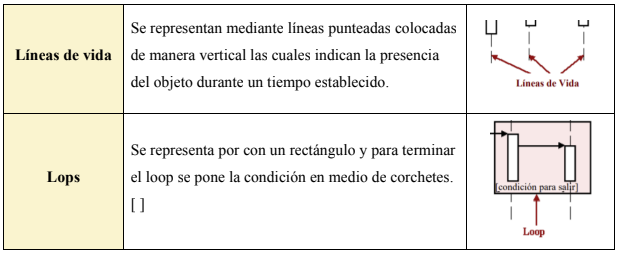 Líneas de vida
Se representan mediante líneas punteadas colocadas
de manera vertical las cuales indican la presencia
del objeto durante un tiempo establecido.
Líneas de Vida
Lops
Se representa por con un rectángulo y para terminar
el loop se pone la condición en medio de corchetes.
[ ]
[condición para salir]
Loop